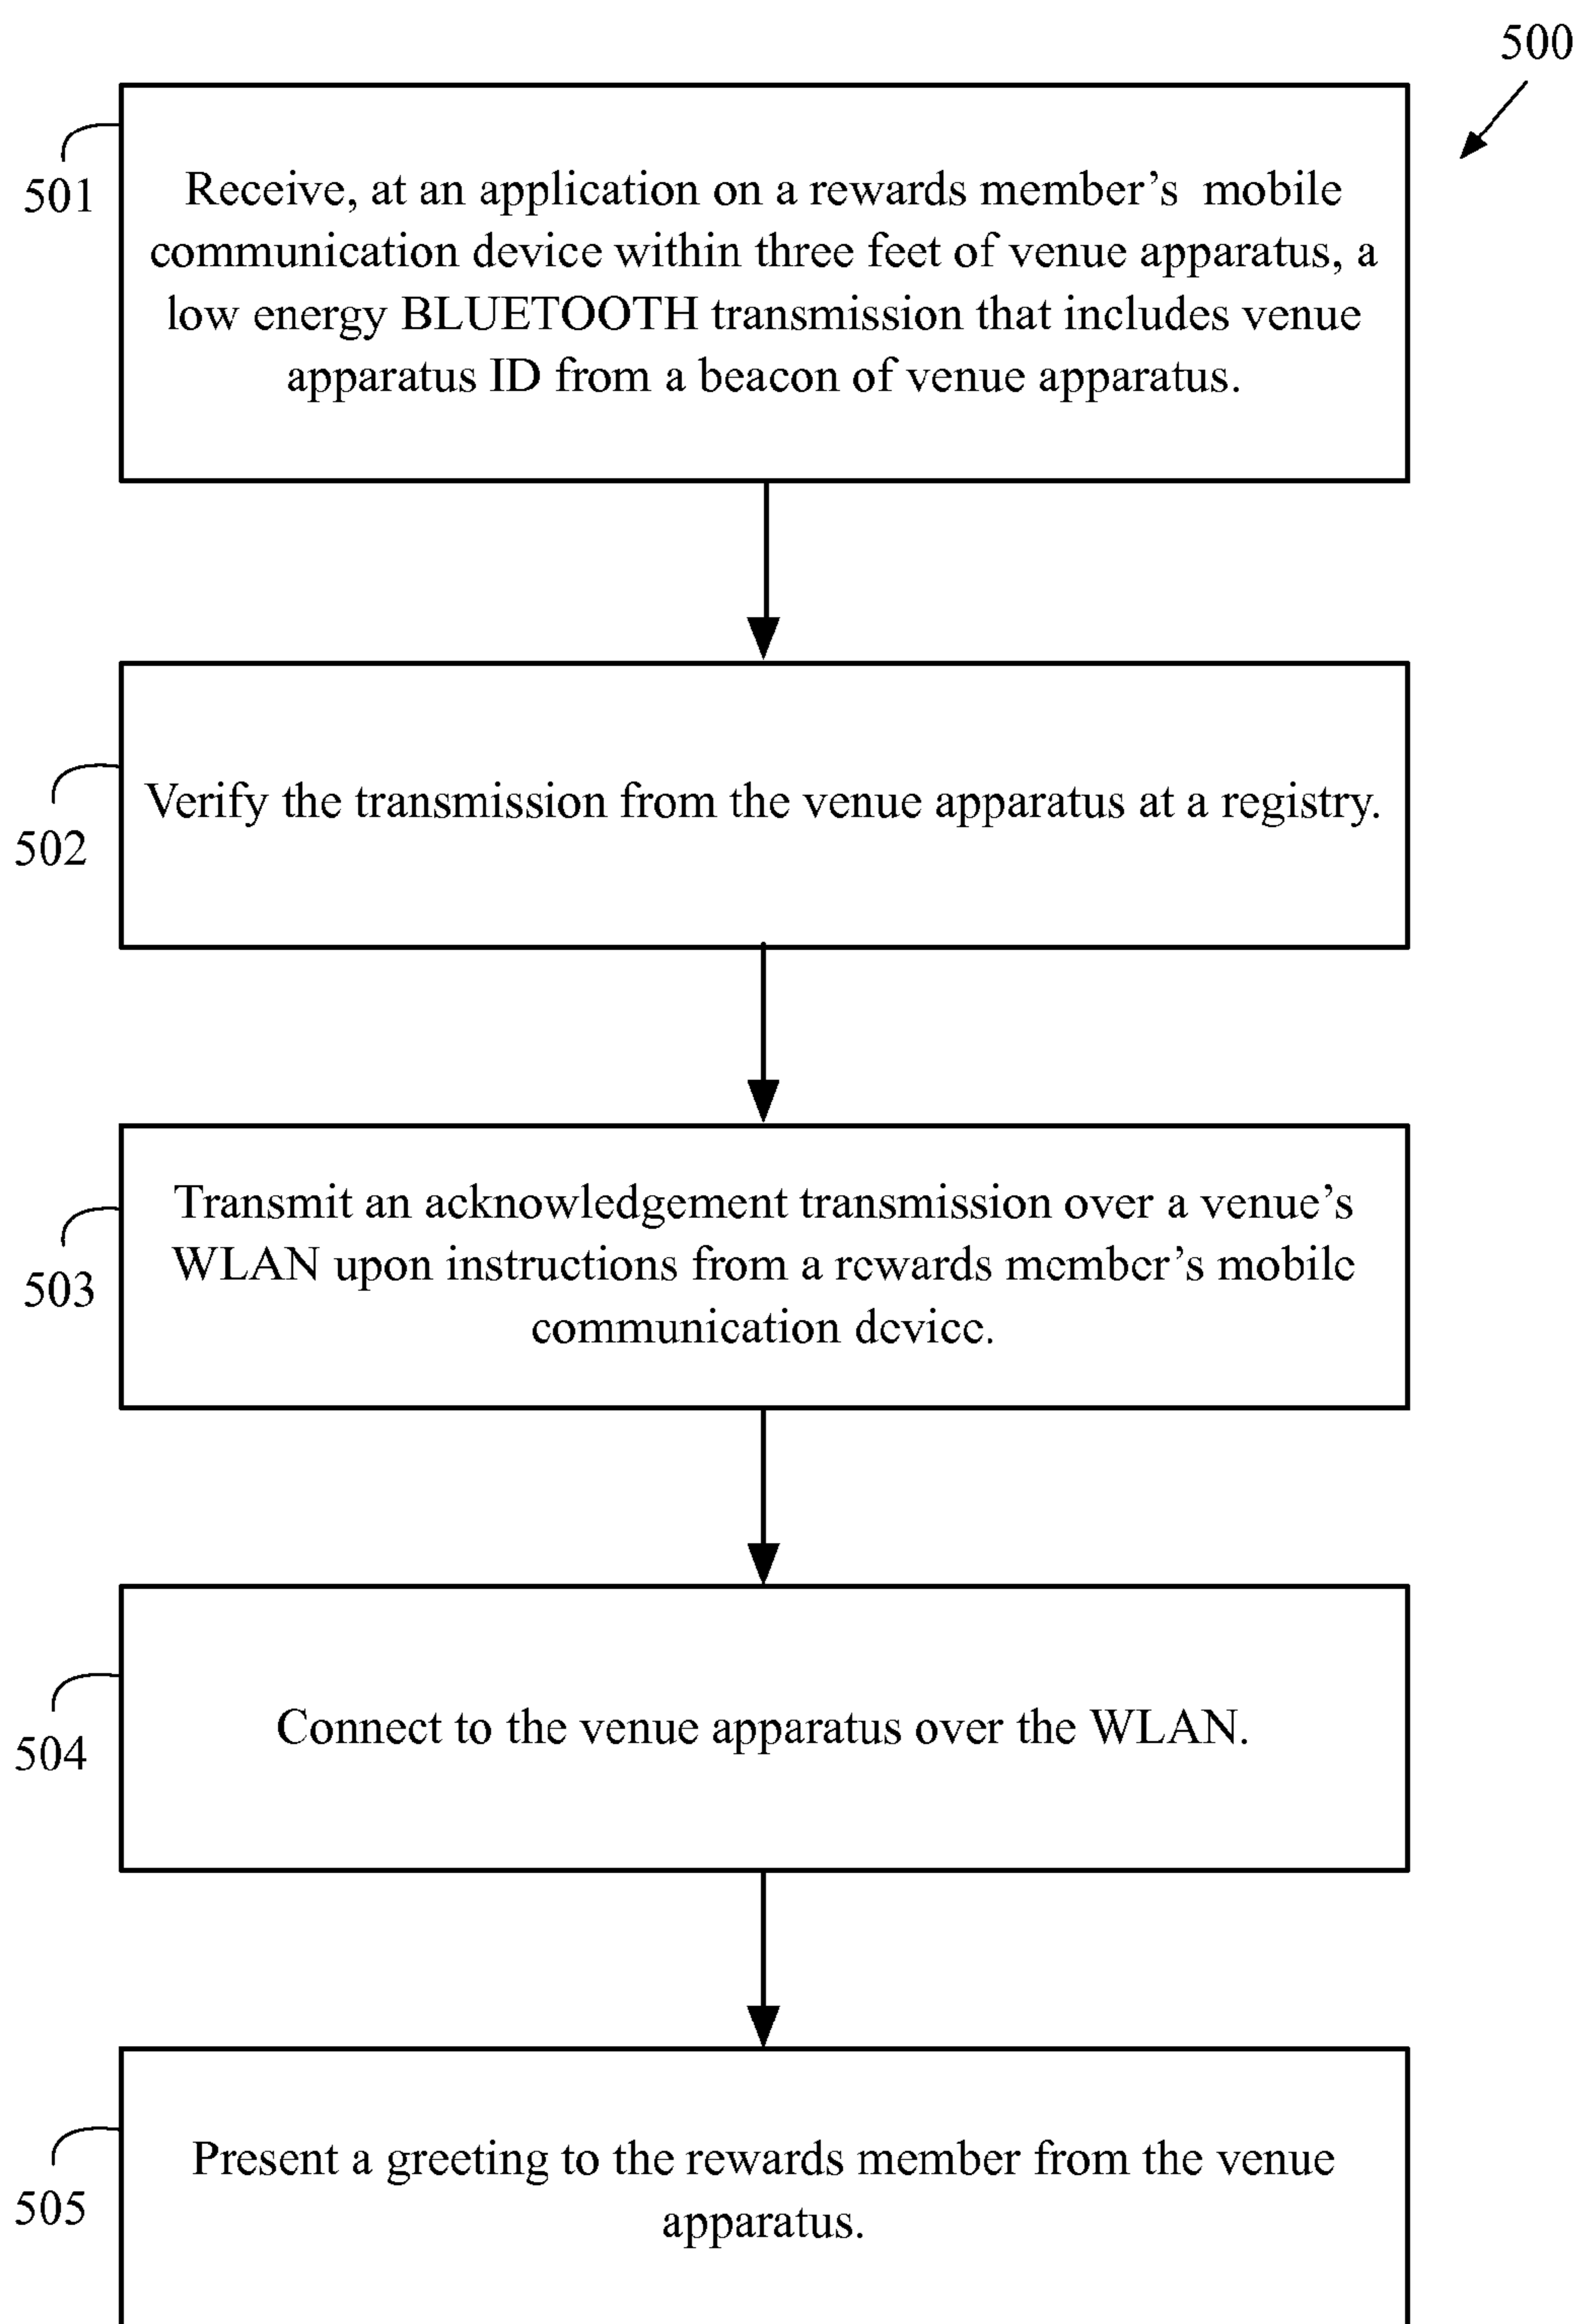 500
501
Receive, at an application on a rewards member’s mobile
communication device within three feet of venue apparatus, a
low energy BLUETOOTH transmission that includes venue
apparatus ID from a beacon of venue apparatus.
502
Verify the transmission from the venue apparatus at a registry.
503
Transmit an acknowledgement transmission over a venue’s
WLAN upon instructions from a rewards member’s mobile
communication device.
504
Connect to the venue apparatus over the WLAN.
505
Present a greeting to the rewards member from the venue
apparatus.